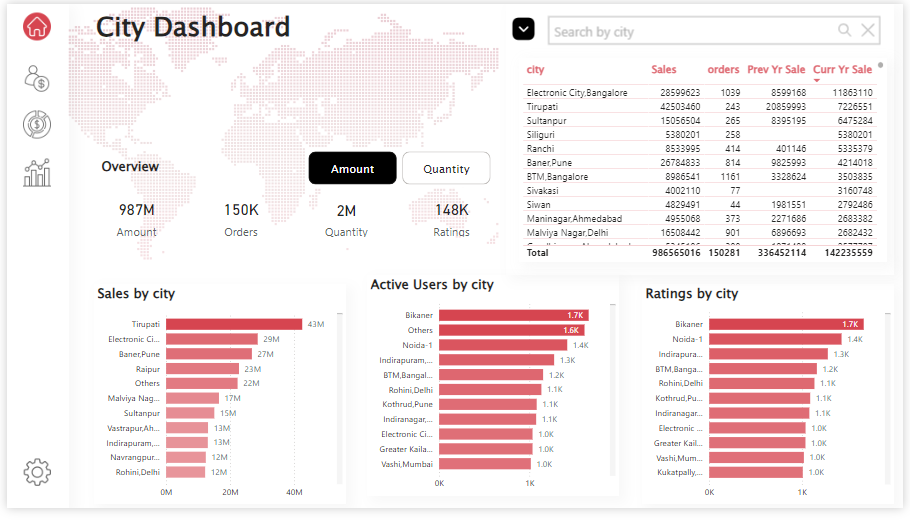 City Dashboard
Search by city
Overview
Amount
Quantity
987M
150K
2M
148K
Amount
Orders
Quantity
Ratings
city Sales orders Prev Yr Sale Curr Yr Sale
Electronic City,Bangalore 28599623 1039 8599168 11863110
Tirupati 42503460 243 20859993 7226551
Sultanpur 15056504 265 8395195 6475284
Siliguri 5380201 258 5380201
Ranchi 8533995 414 401146 5335379
Baner,Pune 26784833 814 9825993 4214018
BTM,Bangalore 8986541 1161 3328624 3503835
Sivakasi 4002110 77 3160748
Siwan 4829491 44 1981551 2792486
Maninagar,Ahmedabad 4955068 373 2271686 2683382
Malviya Nagar,Delhi 16508442 901 6896693 2682432
Total 986565016 150281 336452114 142235559
Sales by city
Tirupati 43M
Electronic Ci... 29M
Baner,Pune 27M
Raipur 23M
Others 22M
Malviya Nag... 17M
Sultanpur 15M
Vastrapur,Ah... 13M
Indirapuram,... 13M
Navrangpur... 12M
Rohini,Delhi 12M
0M 20M 40M
Active Users by city
Bikaner 1.7K
Others 1.6K
Noida-1 1.4K
Indirapuram,... 1.3K
BTM,Bangal... 1.2K
Rohini,Delhi 1.1K
Kothrud,Pune 1.1K
Indiranagar,... 1.1K
Electronic Ci... 1.0K
Greater Kaila... 1.0K
Vashi,Mumbai 1.0K
0K 1K
Ratings by city
Bikaner 1.7K
Noida-1 1.4K
Indirapura... 1.3K
BTM,Banga... 1.2K
Rohini,Delhi 1.1K
Kothrud,Pu... 1.1K
Indiranagar... 1.1K
Electronic ... 1.0K
Greater Kail... 1.0K
Vashi,Mum... 1.0K
Kukatpally,... 1.0K
0K 1K